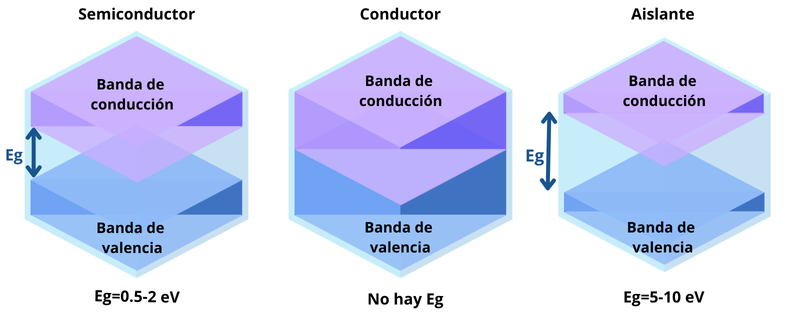 Semiconductor
Banda de
conducción
Eg
Banda de
valencia
Eg=0.5-2 eV
Conductor
Banda de
conducción
Banda de
valencia
No hay Eg
Aislante
Banda de
conducción
Eg
Banda de
valencia
Eg=5-10 eV